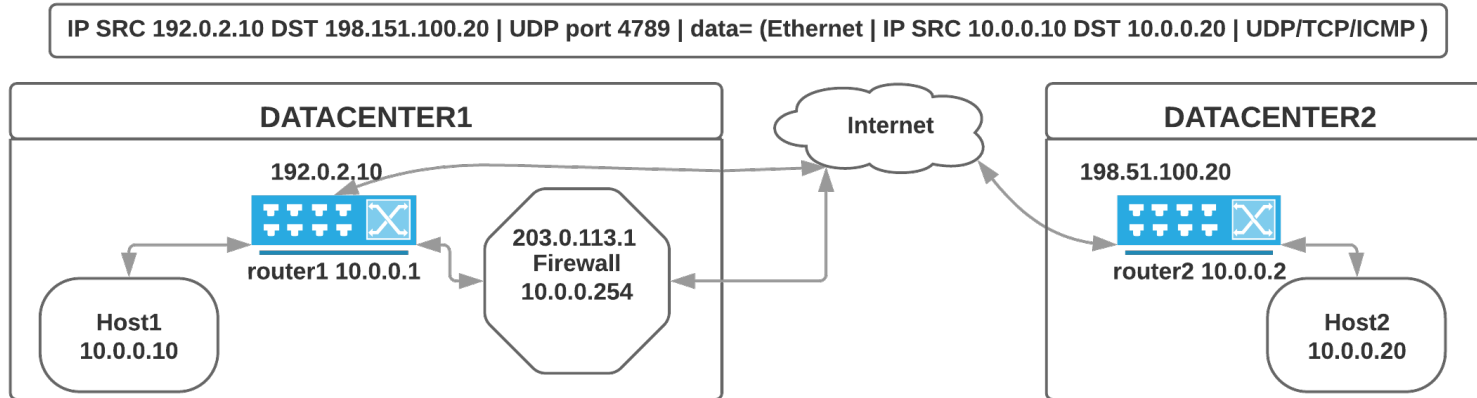 IP SRC 192.0.2.10 DST 198.151.100.20 | UDP port 4789 | data= (Ethernet | IP SRC 10.0.0.10 DST 10.0.0.20 | UDP/TCP/ICMP )
DATACENTER1
Internet
DATACENTER2
192.0.2.10
198.51.100.20
203.0.113.1
Firewall
10.0.0.254
router1 10.0.0.1
router2 10.0.0.2
Host1
10.0.0.10
Host2
10.0.0.20